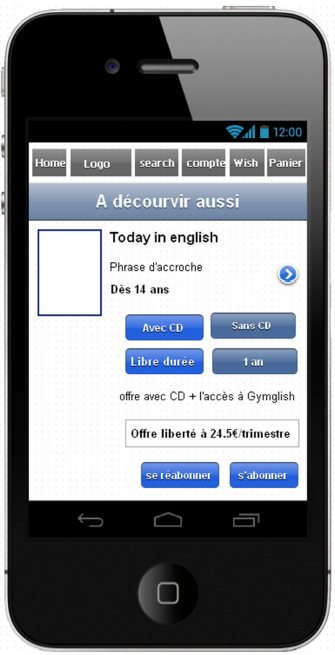 12:00
Home Logo search compte Wish Panier
A décourvir aussi
Today in english
Phrase d'accroche
Dès 14 ans
Avec CD Sans CD
Libre durée 1 an
offre avec CD + l'accès à Gymglish
Offre liberté à 24.5€/trimestre
se réabonner s'abonner